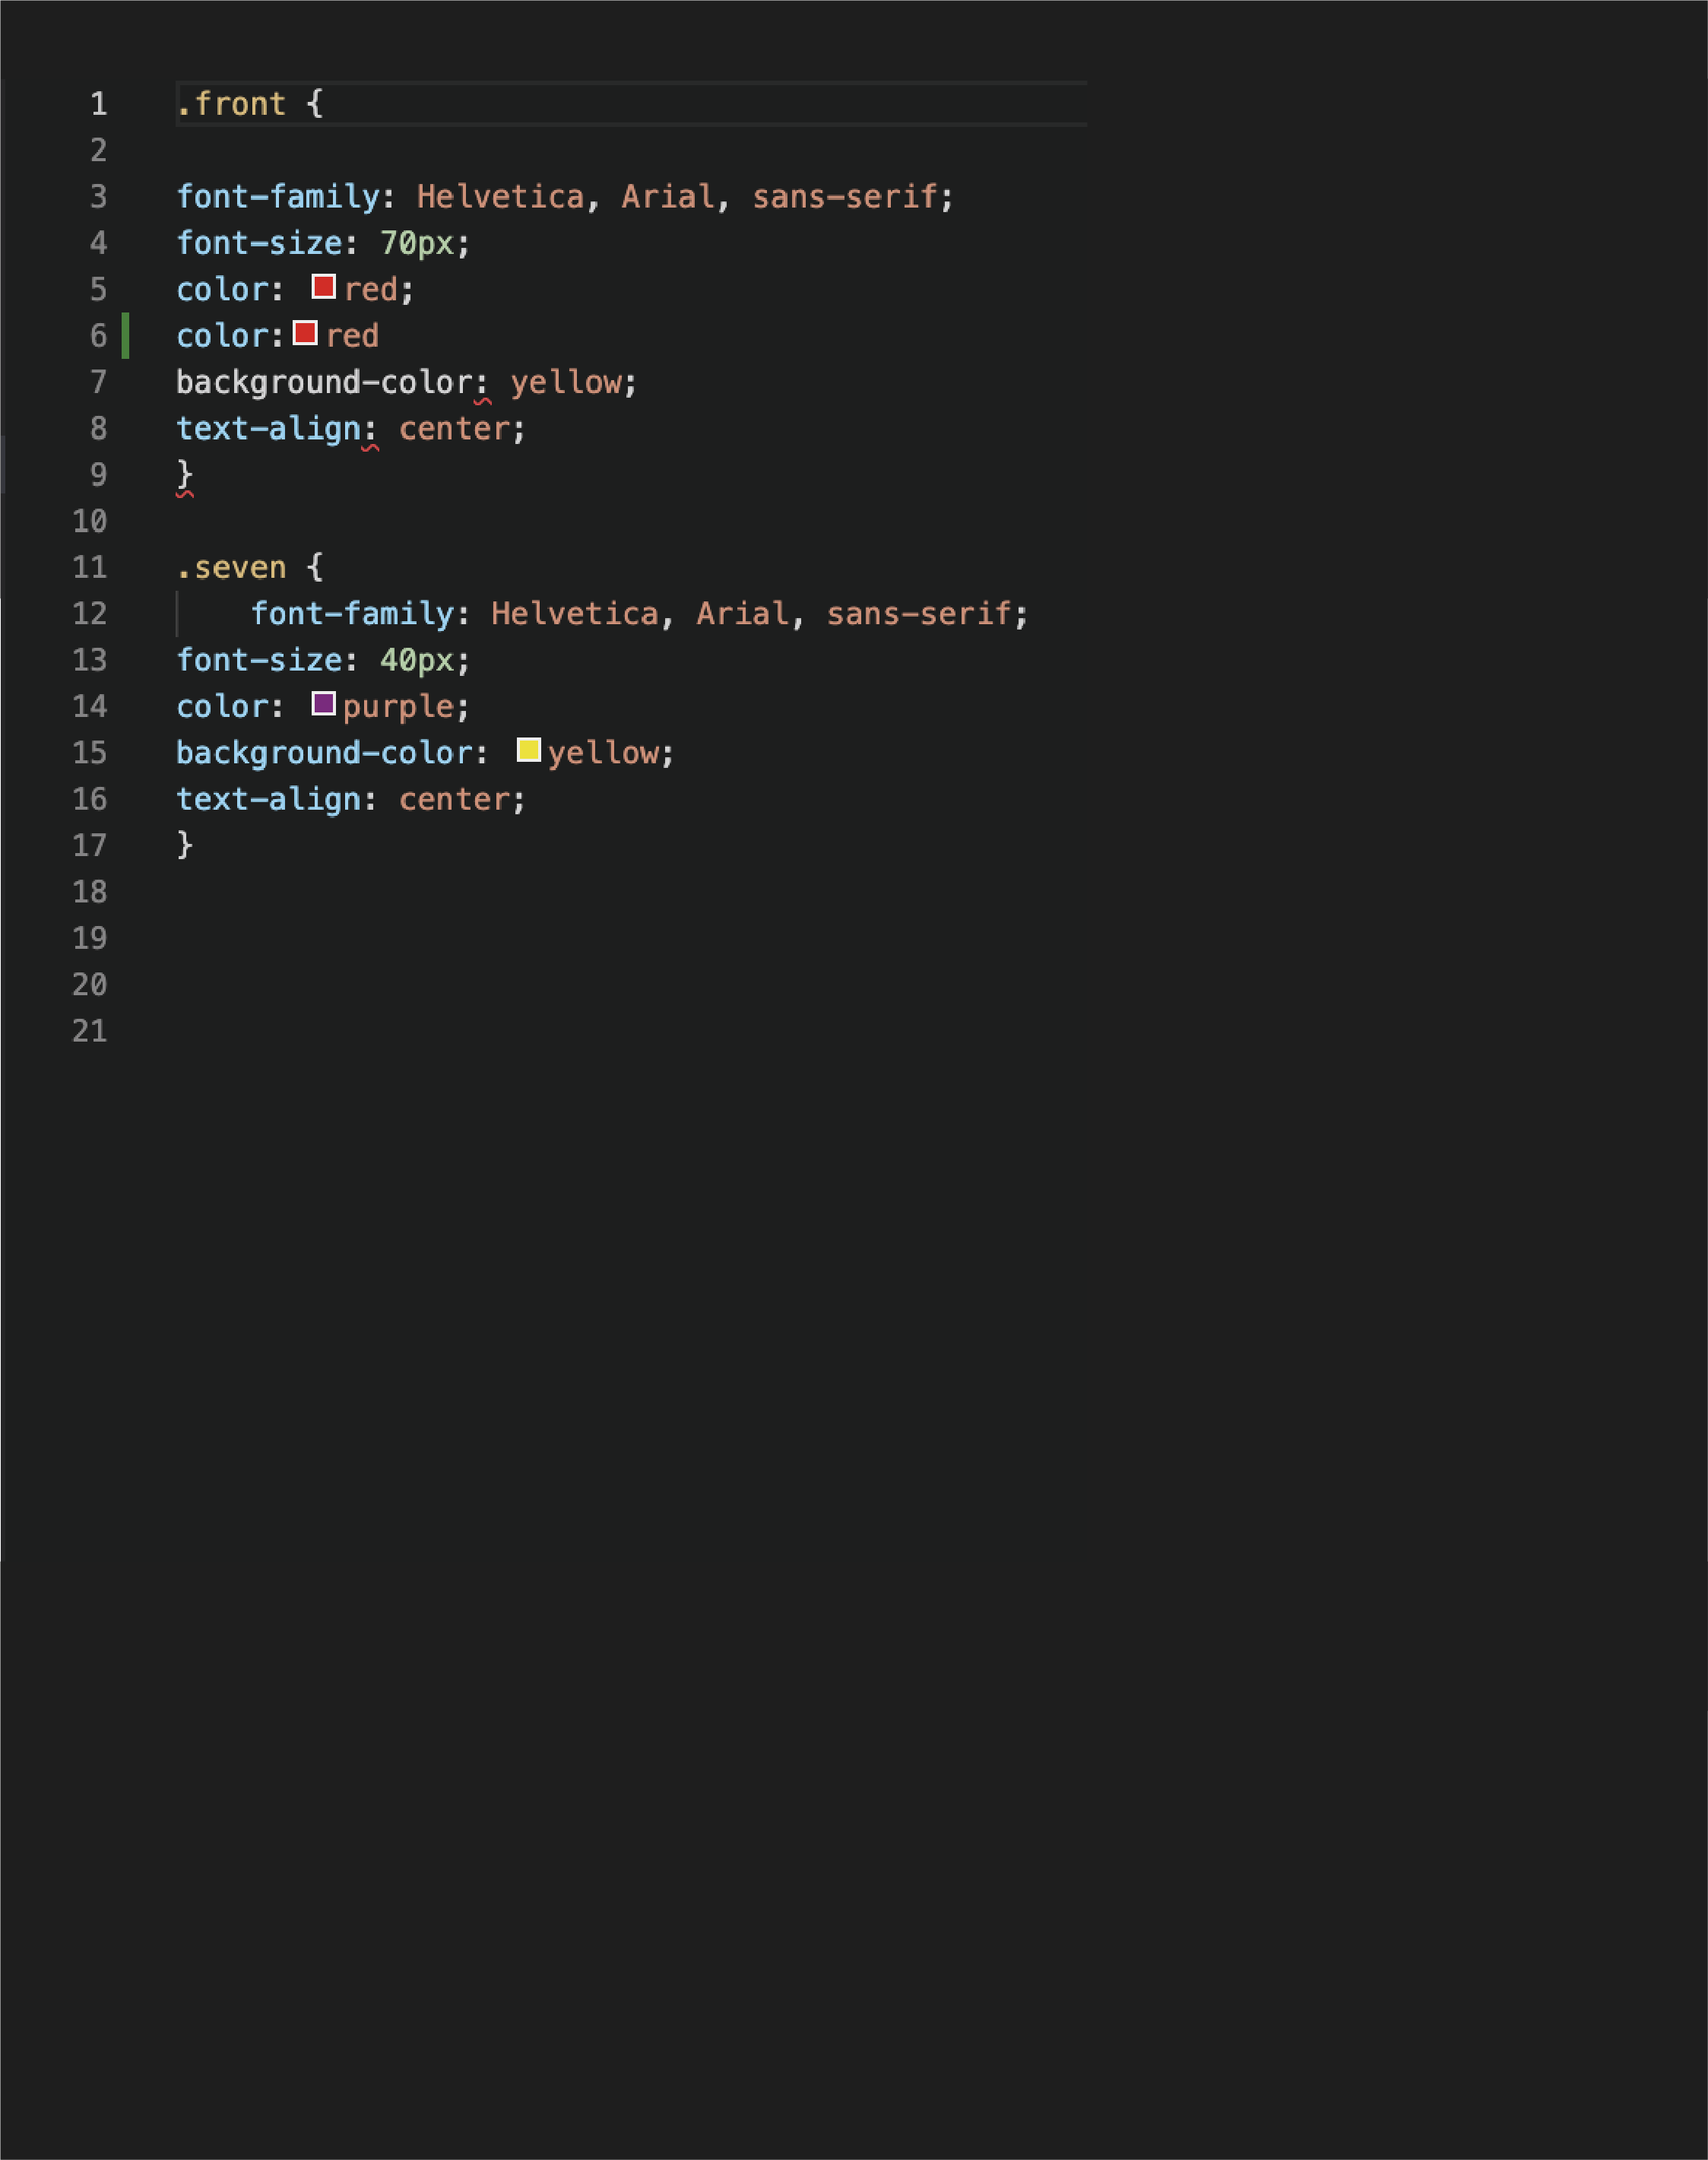 1 .front {
2
3 font-family: Helvetica, Arial, sans-serif;
4 font-size: 70px;
5 color: red;
6 color:red
7 background-color: yellow;
8 text-align: center;
9 }
10
11 .seven {
12 font-family: Helvetica, Arial, sans-serif;
13 font-size: 40px;
14 color: purple;
15 background-color: yellow;
16 text-align: center;
17 }
18
19
20
21